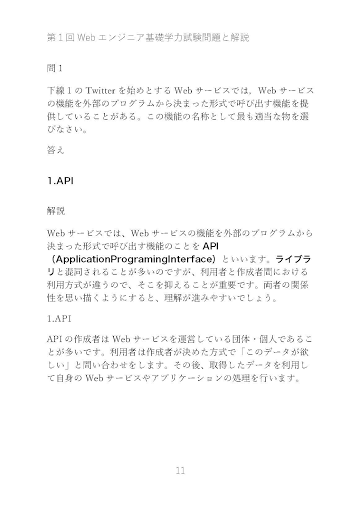 第1回 Web エンジニア基礎学力試験問題と解説
問1
下線1の Twitter を始めとする Web サービスでは、Web サービス
の機能を外部のプログラムから決まった形式で呼び出す機能を提
供していることがある。この機能の名称として最も適当な物を選
びなさい。
答え
1.API
解説
Web サービスでは、Web サービスの機能を外部のプログラムから
決まった形式で呼び出す機能のことを API
（ApplicationProgramingInterface）といいます。ライブラ
リと混同されることが多いのですが、利用者と作成者間における
利用方式が違うので、そこを抑えることが重要です。両者の関係
性を思い描くようにすると、理解が進みやすいでしょう。
1.API
API の作成者は Web サービスを運営している団体・個人であるこ
とが多いです。利用者は作成者が決めた方式で「このデータが欲
しい」と問い合わせをします。その後、取得したデータを利用し
て自身の Web サービスやアプリケーションの処理を行います。
11